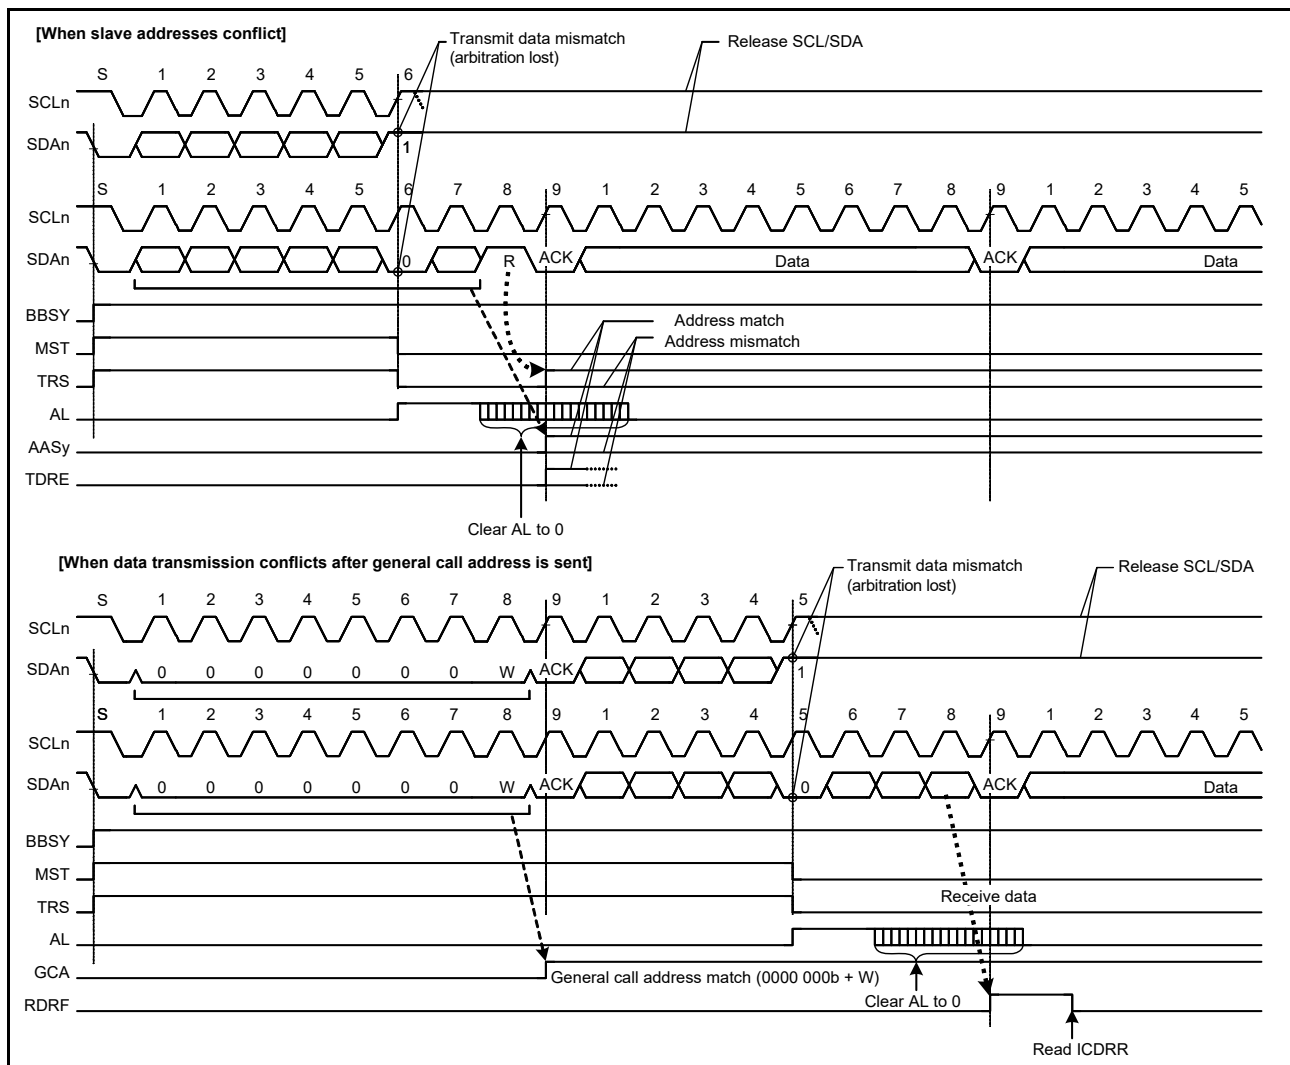 [When slave addresses conflict]
Transmit data mismatch
(arbitration lost)
Release SCL/SDA
S 1 2 3 4 5 6
SCLn
SDAn
1
S 1 2 3 4 5 6 7 8 9 1 2 3 4 5 6 7 8 9 1 2 3 4 5
SCLn
SDAn 0 R ACK Data ACK Data
BBSY
Address match
MST
Address mismatch
TRS
AL
AASy
TDRE
Clear AL to 0
[When data transmission conflicts after general call address is sent]
Transmit data mismatch
(arbitration lost)
Release SCL/SDA
S 1 2 3 4 5 6 7 8 9 1 2 3 4 5
SCLn
SDAn 0 0 0 0 0 0 0 W ACK 1
S 1 2 3 4 5 6 7 8 9 1 2 3 4 5 6 7 8 9 1 2 3 4 5
SCLn
SDAn 0 0 0 0 0 0 0 W ACK 0 ACK Data
BBSY
MST
TRS Receive data
AL
GCA General call address match (0000 000b + W)
RDRF Clear AL to 0
Read ICDRR